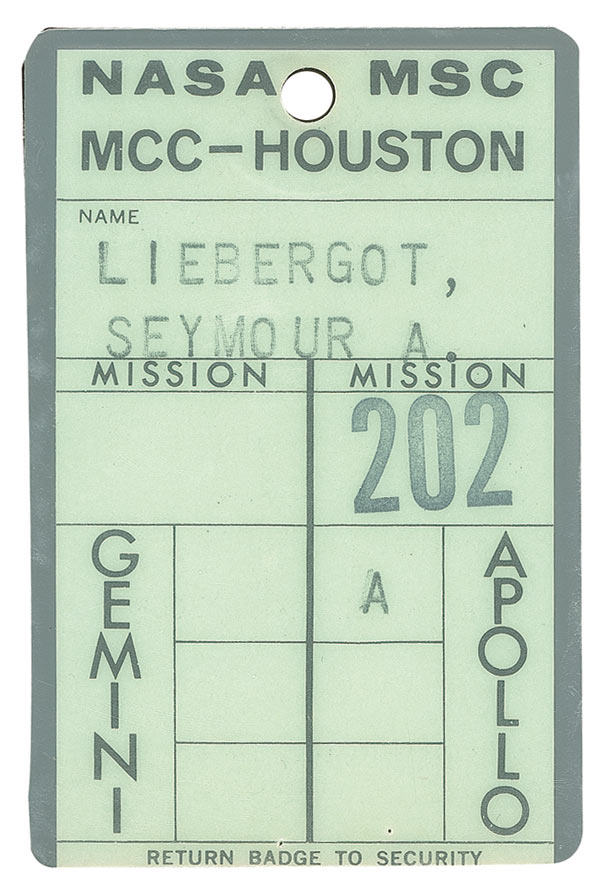 NASA MSC
MCC-HOUSTON
NAME
LIEBERGOT,
SEYMOUR A.
MISSION MISSION
202
GEMINI A APOLLO
RETURN BADGE TO SECURITY